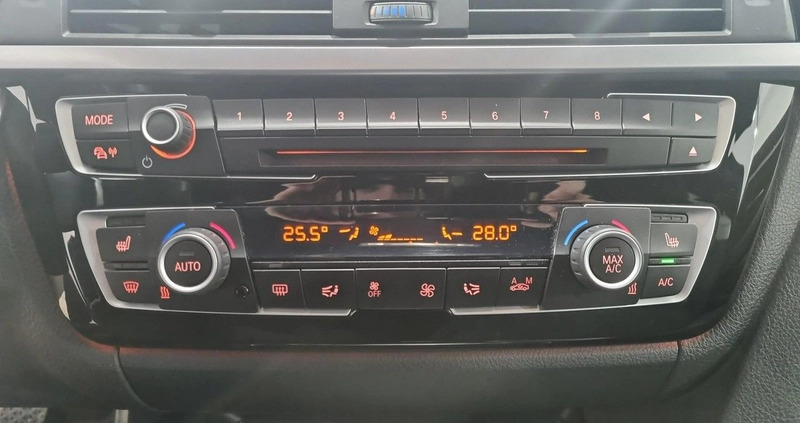 MODE 1 2 3 4 5 6 7 8
25.5° 28.0°
AUTO MAX A/C
OFF A M A/C